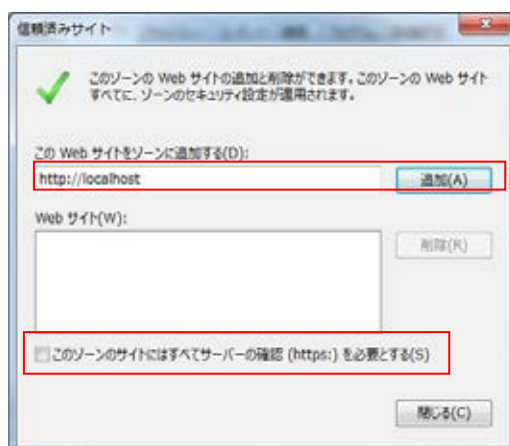 信頼済みサイト
このゾーンの Web サイトの追加と削除ができます。このゾーンの Web サイト
すべてに、ゾーンのセキュリティ設定が適用されます。
この Web サイトをゾーンに追加する(D):
http://localhost
追加(A)
Web サイト(W):
削除(R)
このゾーンのサイトにはすべてサーバーの確認 (https:) を必要とする(S)
閉じる(C)